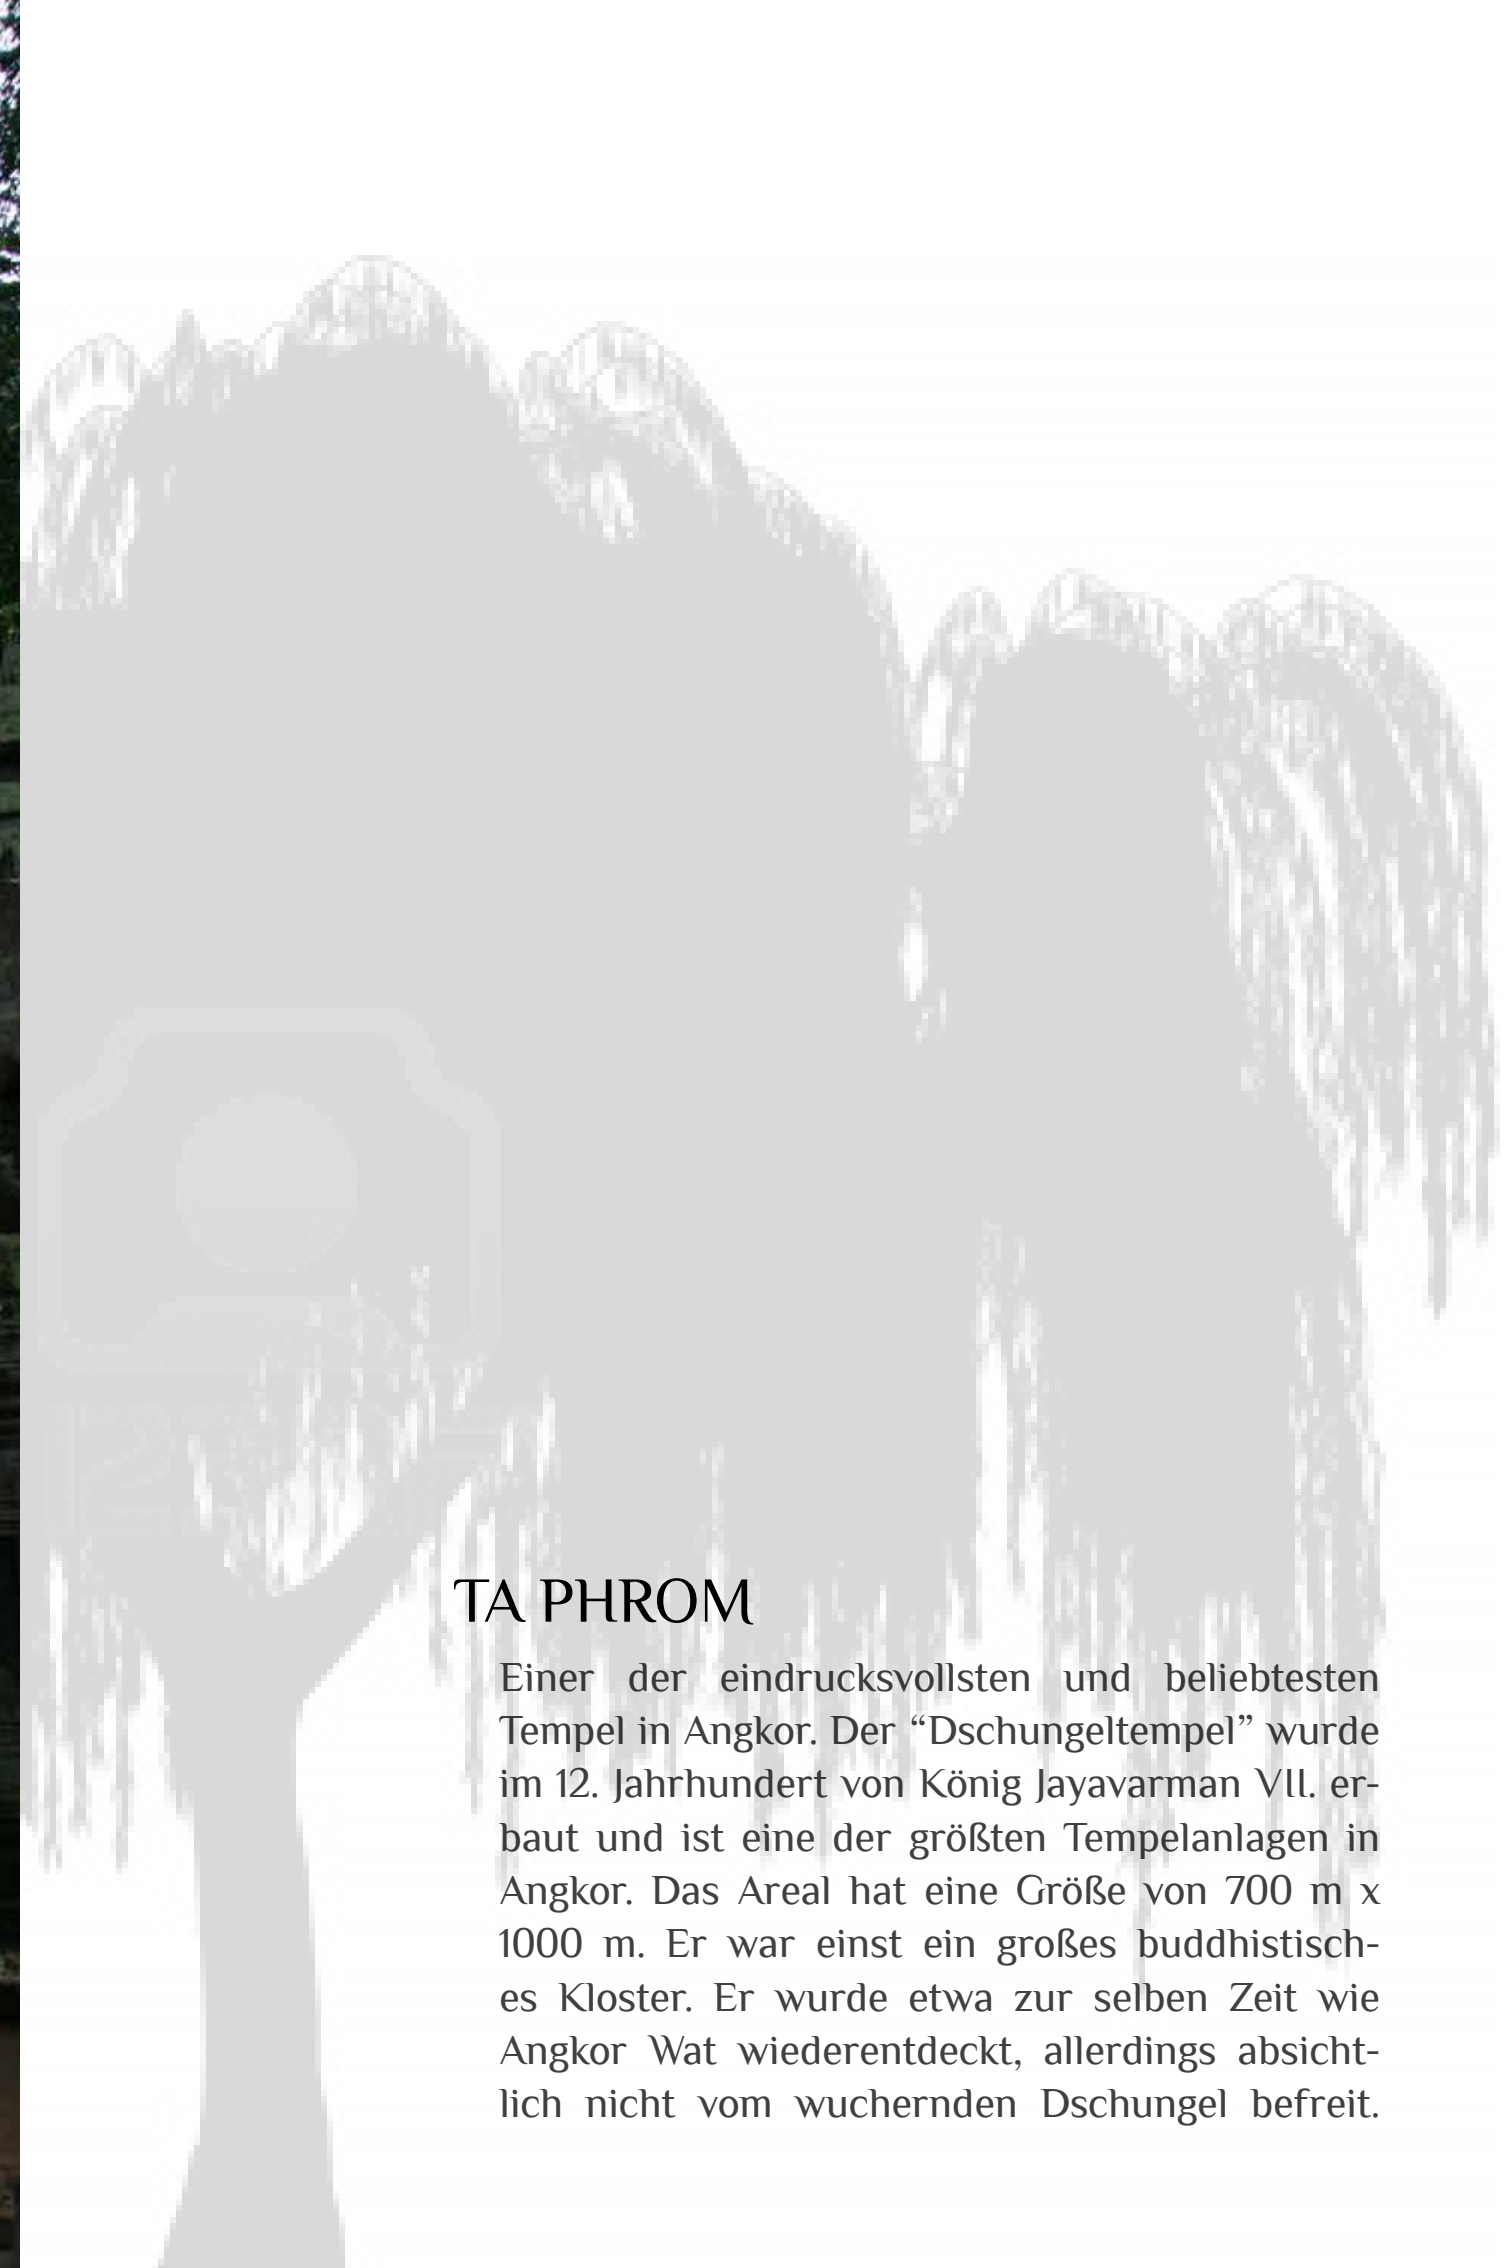 TA PHROM
Einer der eindrucksvollsten und beliebtesten
Tempel in Angkor. Der “Dschungeltempel” wurde
im 12. Jahrhundert von König Jayavarman VII. er-
baut und ist eine der größten Tempelanlagen in
Angkor. Das Areal hat eine Größe von 700 m x
1000 m. Er war einst ein großes buddhistisch-
es Kloster. Er wurde etwa zur selben Zeit wie
Angkor Wat wiederentdeckt, allerdings absicht-
lich nicht vom wuchernden Dschungel befreit.